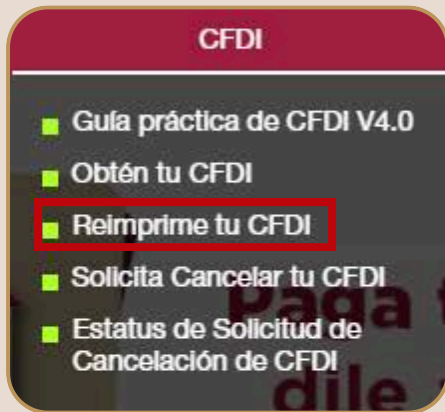 CFDI
Guía práctica de CFDI V4.0
Obtén tu CFDI
Reimprime tu CFDI
Solicita Cancelar tu CFDI
Paga
Estatus de Solicitud de
Cancelación de CFDI
dile